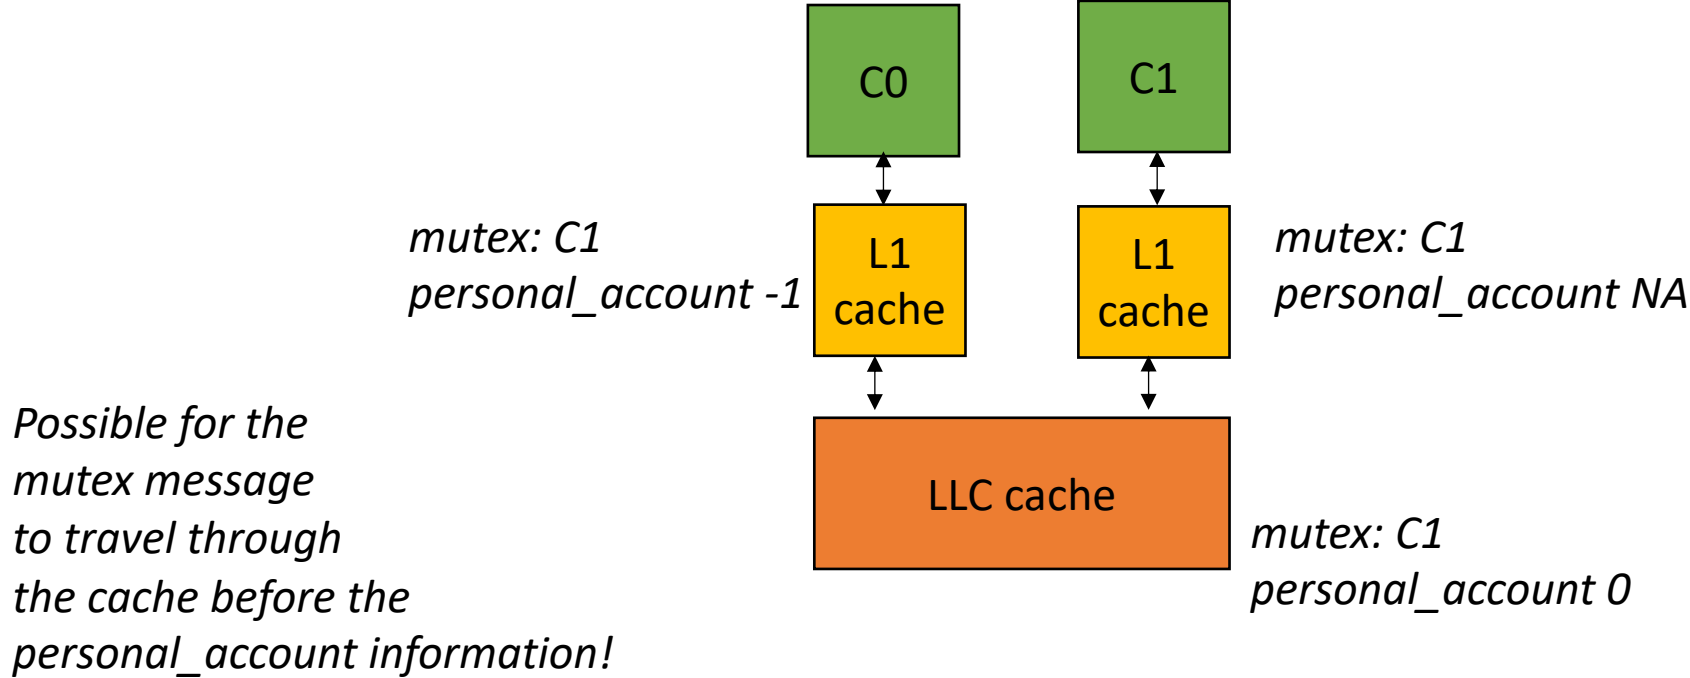 C0
C1
mutex: C1
personal_account -1
L1
cache
L1
cache
mutex: C1
personal_account NA
Possible for the
mutex message
to travel through
the cache before the
personal_account information!
LLC cache
mutex: C1
personal_account 0